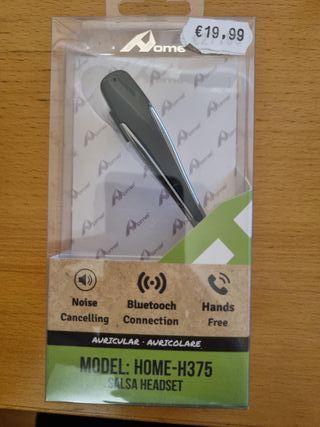 €19,99
Home
Noise
Cancelling
Bluetooch
Connection
Hands
Free
AURICULAR · AURICOLARE
MODEL: HOME-H375
SALSA HEADSET